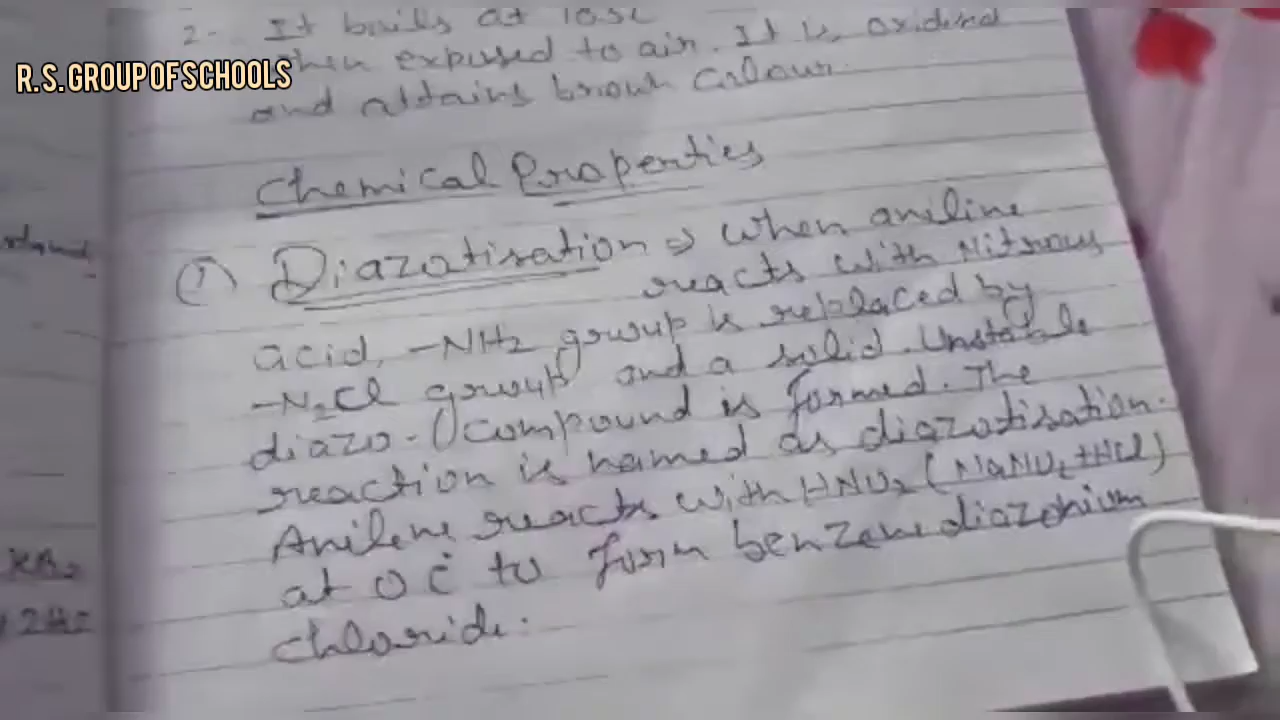 2. It boils at
R.S.GROUP OF SCHOOLS
when exposed to air. It is oxidised
and attains brown Colour.
Chemical Properties
① Diazotisation ⇒ When aniline
reacts with Nitrous
acid, -NH2 group is replaced by
-N2Cl group and a solid. Unstable
diazo-()compound is formed. The
reaction is named as diazotisation.
Anilene reacts with HNO2 (NaNO2+HCl)
at 0 C to form benzene diazonium
chloride.